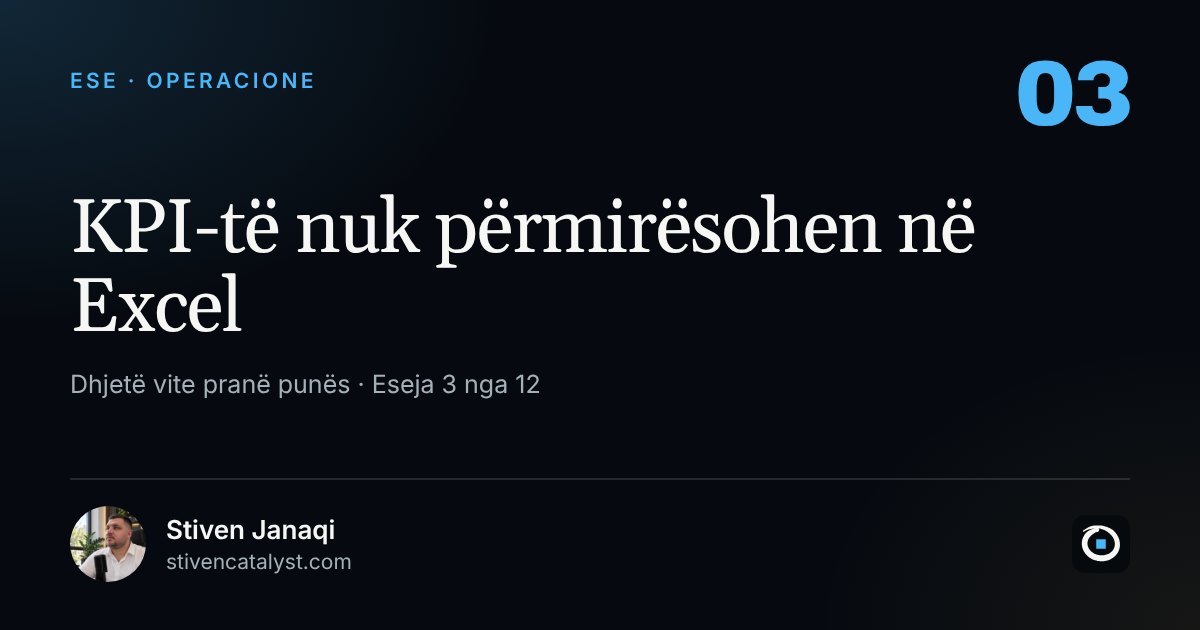 ESE · OPERACIONE
03
KPI-të nuk përmirësohen në
Excel
Dhjetë vite pranë punës · Eseja 3 nga 12
Stiven Janaqi
stivencatalyst.com